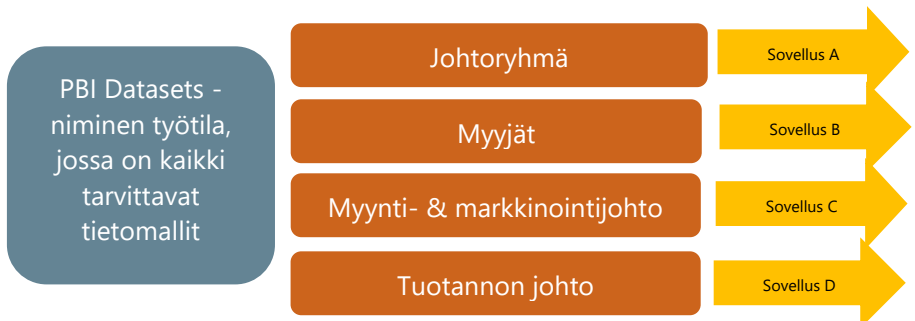 PBI Datasets -
niminen työtila,
jossa on kaikki
tarvittavat
tietomallit
Johtoryhmä
Sovellus A
Myyjät
Sovellus B
Myynti- & markkinointijohto
Sovellus C
Tuotannon johto
Sovellus D